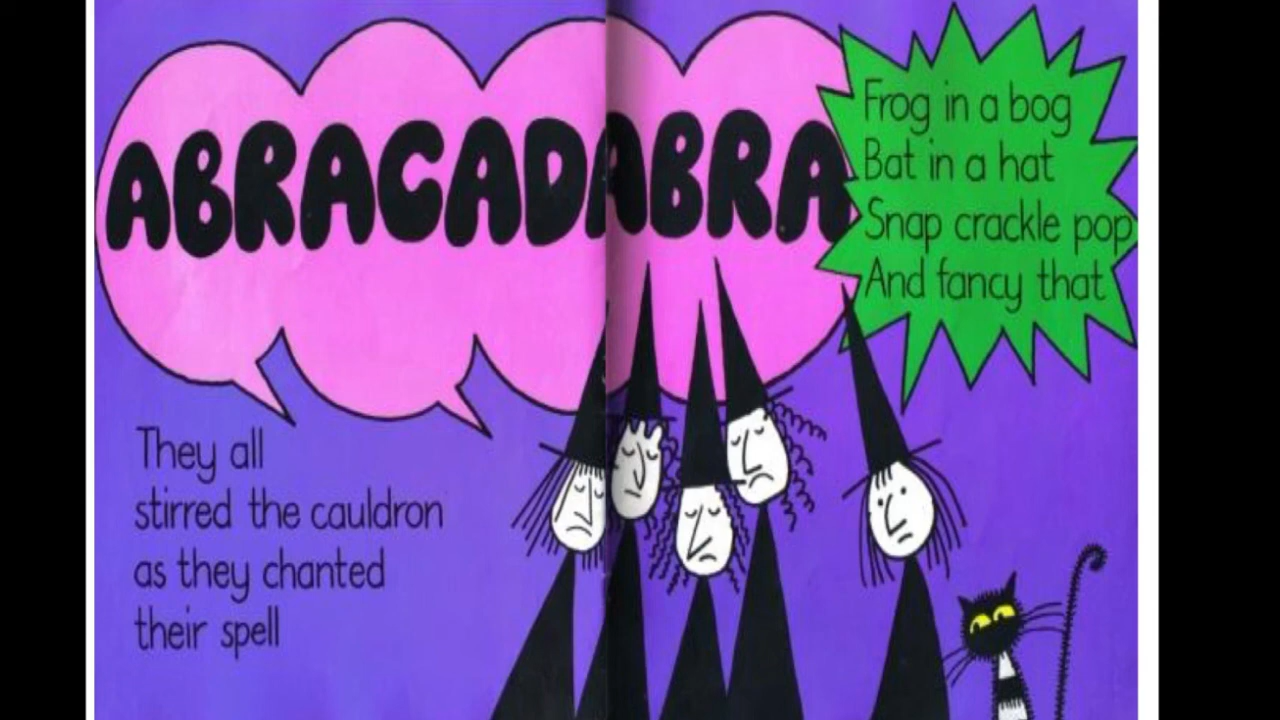 ABRACADABRA
Frog in a bog
Bat in a hat
Snap crackle pop
And fancy that
They all
stirred the cauldron
as they chanted
their spell